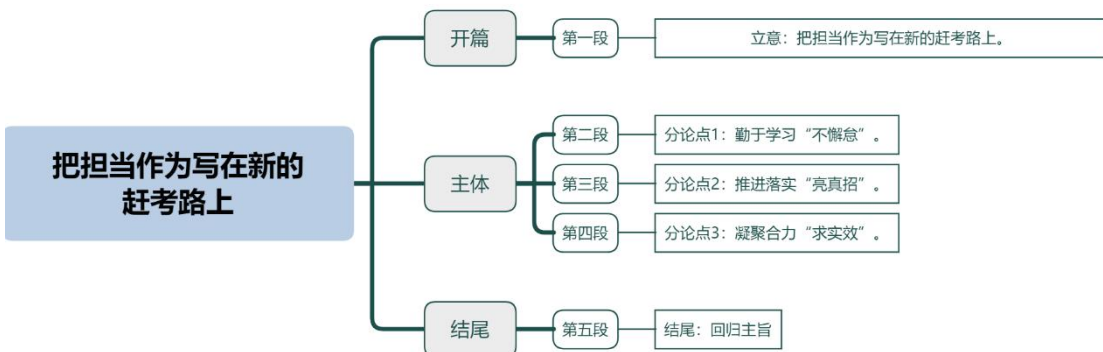 把担当作为写在新的
赶考路上
开篇
第一段
立意：把担当作为写在新的赶考路上。
主体
第二段
分论点1：勤于学习“不懈怠”。
第三段
分论点2：推进落实“亮真招”。
第四段
分论点3：凝聚合力“求实效”。
结尾
第五段
结尾：回归主旨